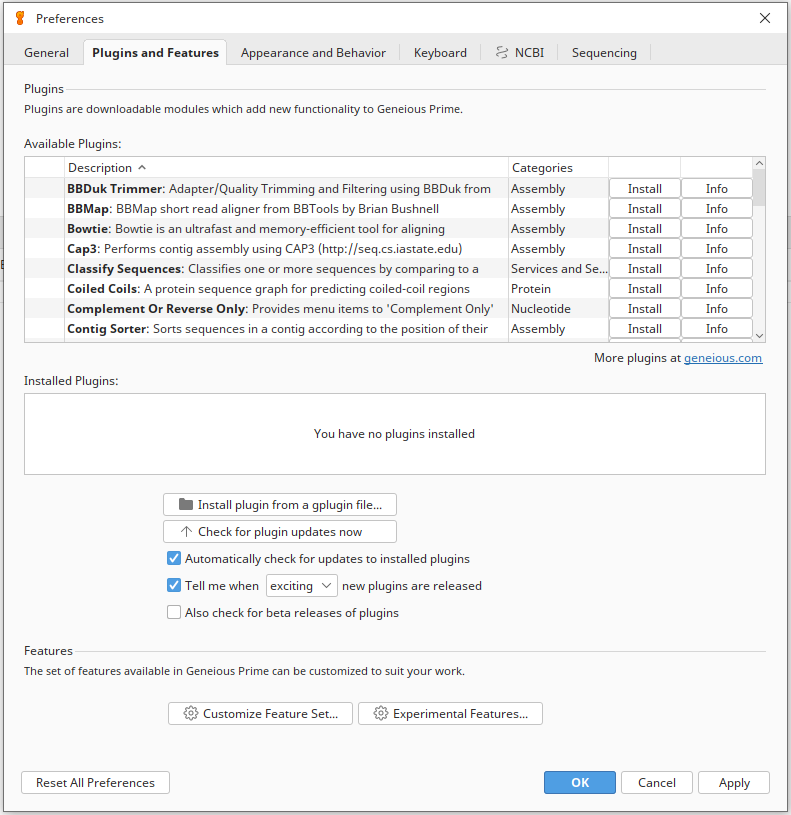 Preferences
General Plugins and Features Appearance and Behavior Keyboard NCBI Sequencing
Plugins
Plugins are downloadable modules which add new functionality to Geneious Prime.
Available Plugins:
Description Categories
BBDuk Trimmer: Adapter/Quality Trimming and Filtering using BBDuk from Assembly Install Info
BBMap: BBMap short read aligner from BBTools by Brian Bushnell Assembly Install Info
Bowtie: Bowtie is an ultrafast and memory-efficient tool for aligning Assembly Install Info
Cap3: Performs contig assembly using CAP3 (http://seq.cs.iastate.edu) Assembly Install Info
Classify Sequences: Classifies one or more sequences by comparing to a Services and Se... Install Info
Coiled Coils: A protein sequence graph for predicting coiled-coil regions Protein Install Info
Complement Or Reverse Only: Provides menu items to 'Complement Only' Nucleotide Install Info
Contig Sorter: Sorts sequences in a contig according to the position of their Assembly Install Info
More plugins at geneious.com
Installed Plugins:
You have no plugins installed
Install plugin from a gplugin file...
Check for plugin updates now
Automatically check for updates to installed plugins
Tell me when exciting new plugins are released
Also check for beta releases of plugins
Features
The set of features available in Geneious Prime can be customized to suit your work.
Customize Feature Set... Experimental Features...
Reset All Preferences OK Cancel Apply